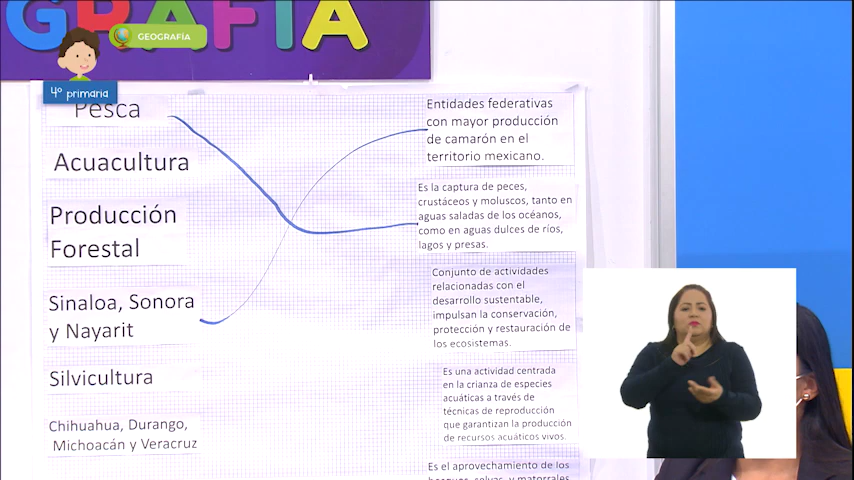 GRAFÍA
GEOGRAFÍA
4º primaria
Pesca
Acuacultura
Producción
Forestal
Sinaloa, Sonora
y Nayarit
Silvicultura
Chihuahua, Durango,
Michoacán y Veracruz
Entidades federativas
con mayor producción
de camarón en el
territorio mexicano.
Es la captura de peces,
crustáceos y moluscos, tanto en
aguas saladas de los océanos,
como en aguas dulces de ríos,
lagos y presas.
Conjunto de actividades
relacionadas con el
desarrollo sustentable,
impulsan la conservación,
protección y restauración de
los ecosistemas.
Es una actividad centrada
en la crianza de especies
acuáticas a través de
técnicas de reproducción
que garantizan la producción
de recursos acuáticos vivos.
Es el aprovechamiento de los
bosques, selvas, y matorrales